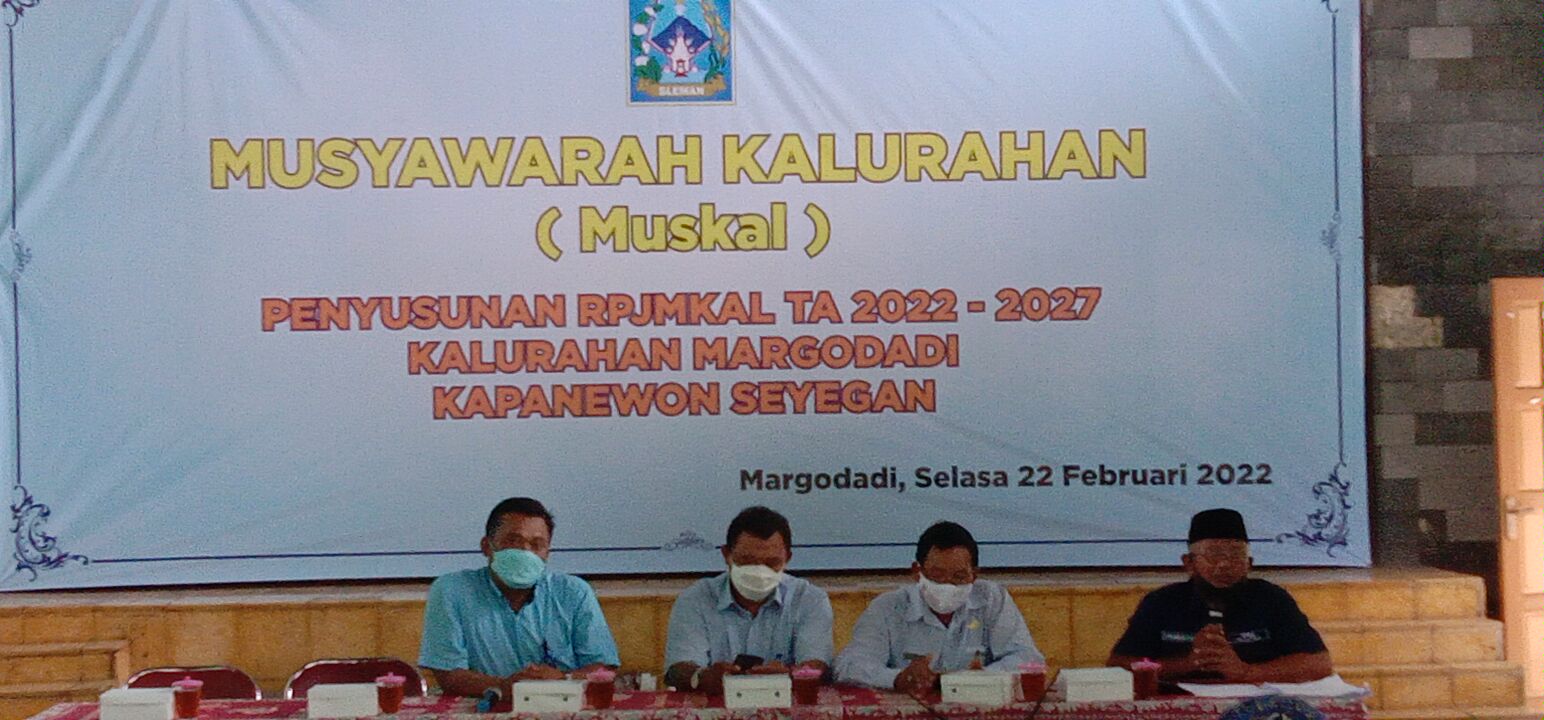 SLEMAN
MUSYAWARAH KALURAHAN
( Muskal )
PENYUSUNAN RPJMKAL TA 2022 - 2027
KALURAHAN MARGODADI
KAPANEWON SEYEGAN
Margodadi, Selasa 22 Februari 2022